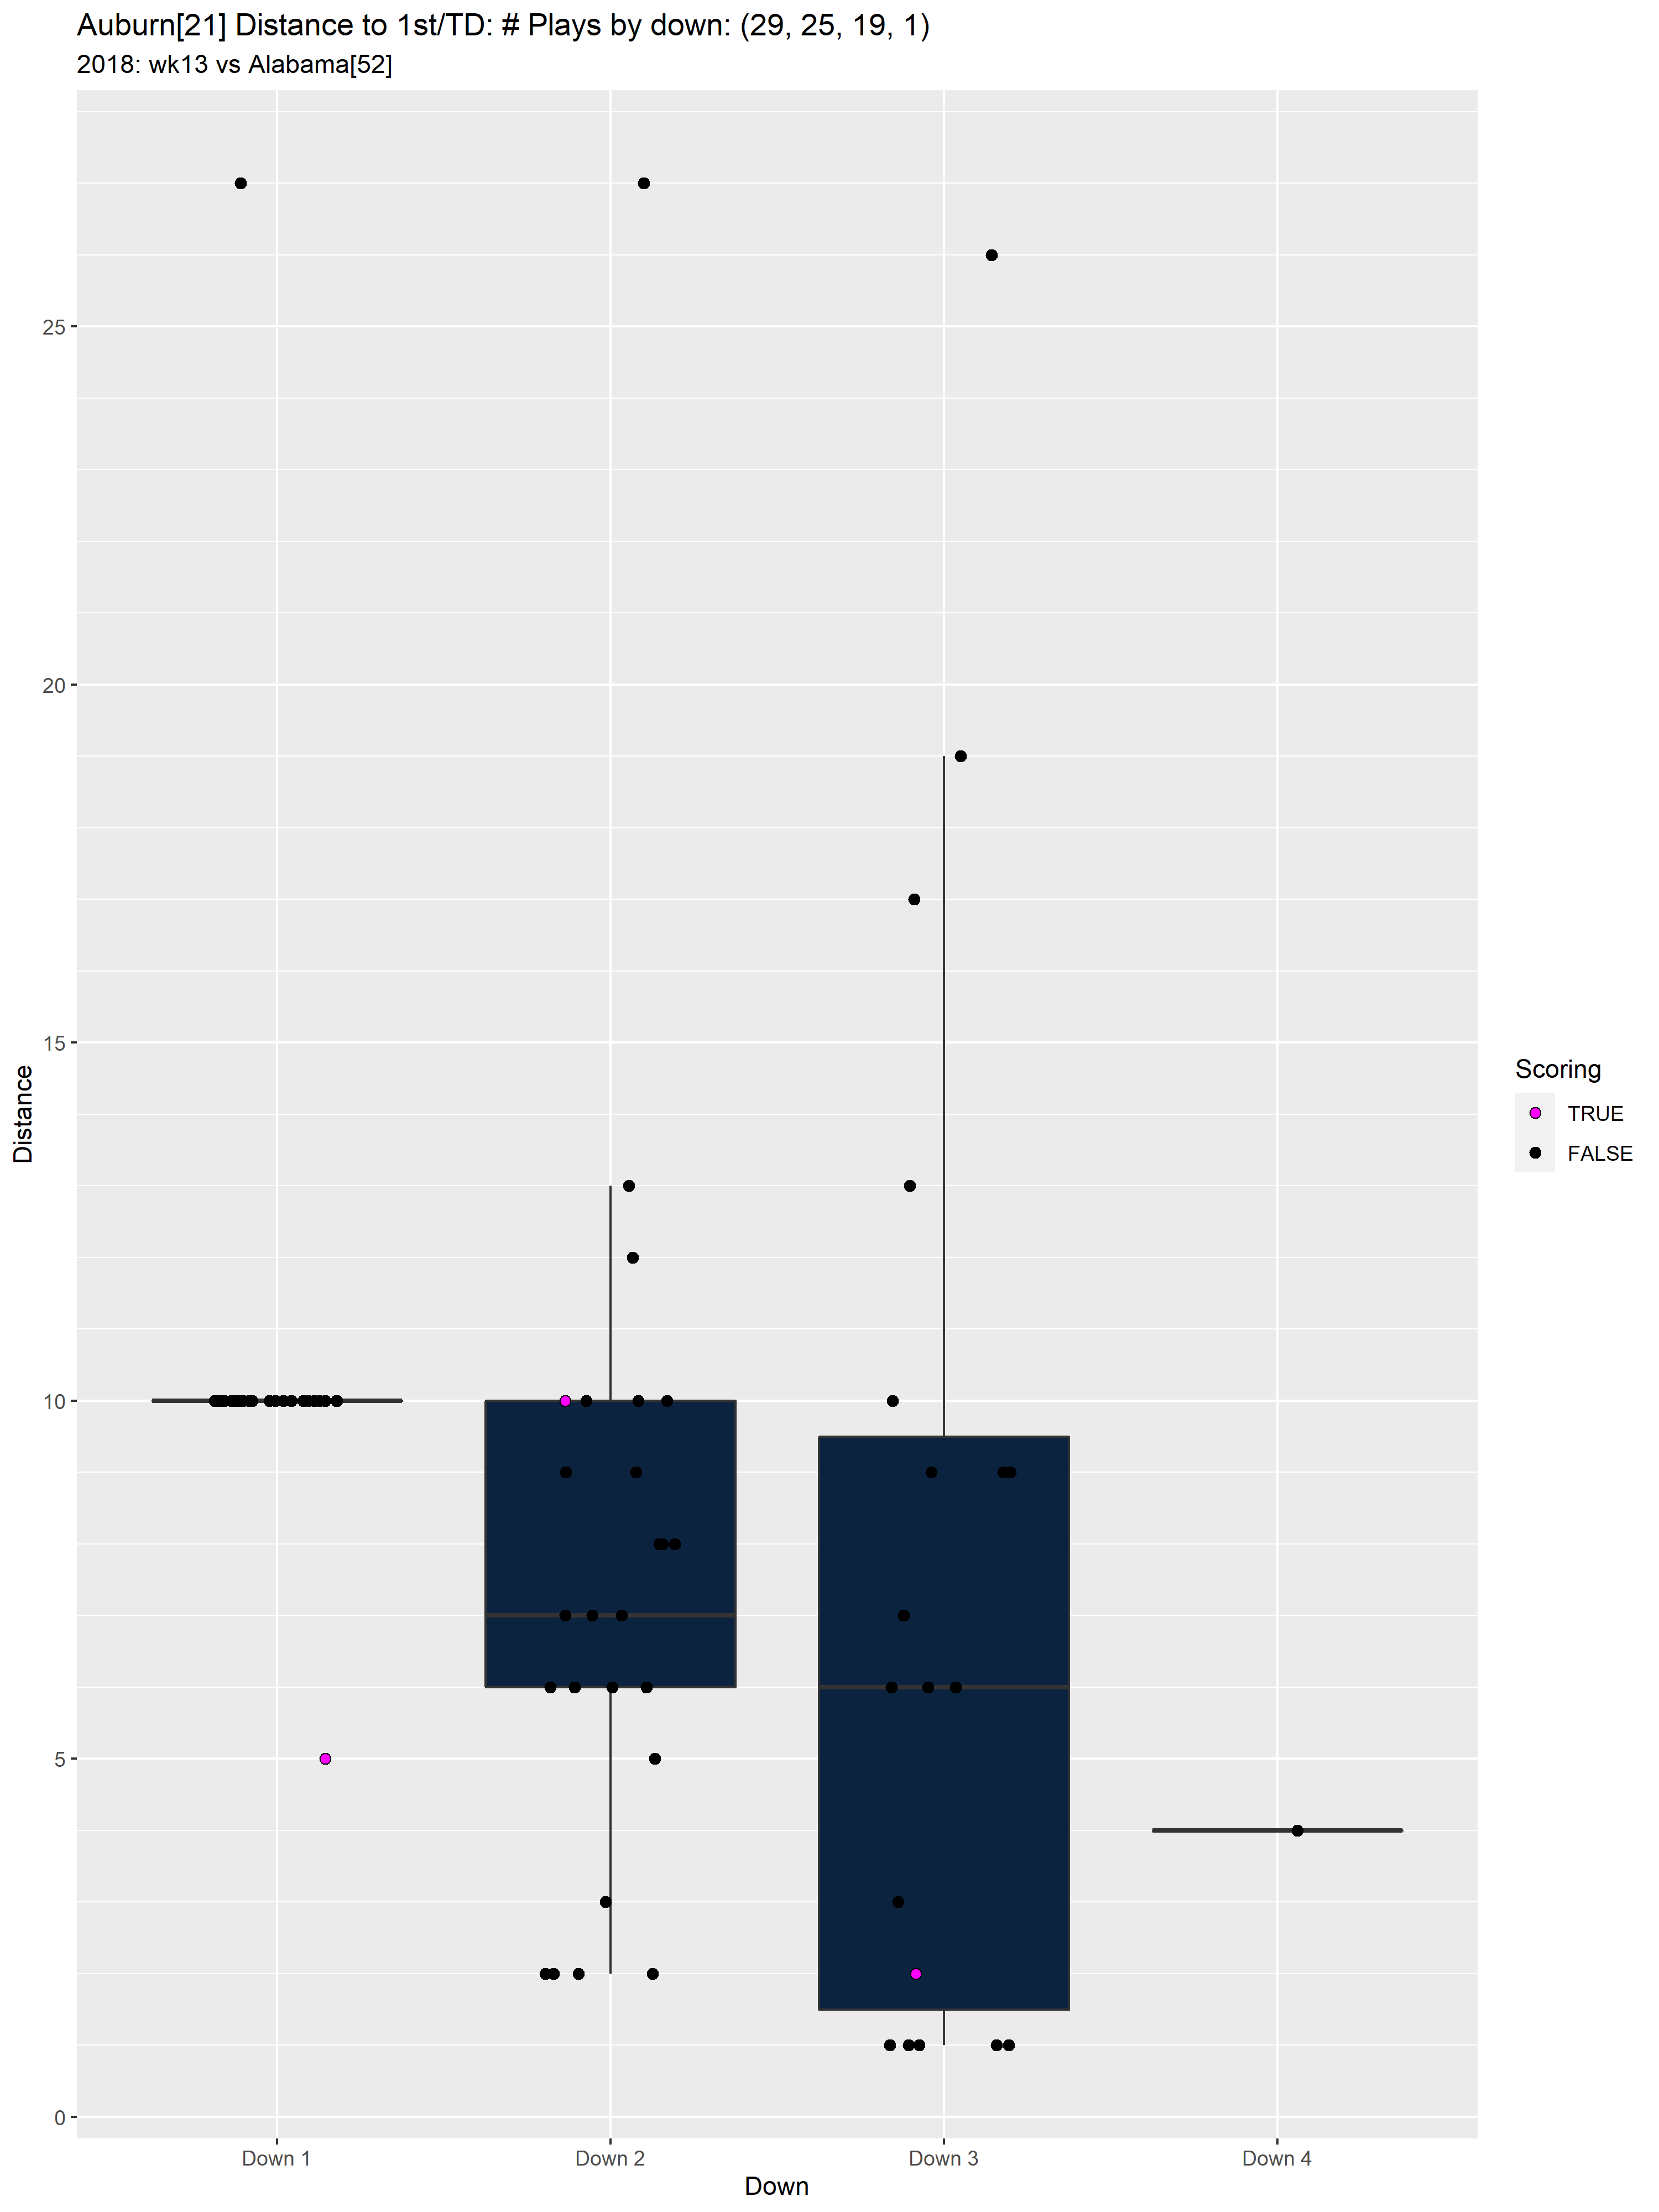 Auburn[21] Distance to 1st/TD: # Plays by down: (29, 25, 19, 1)
2018: wk13 vs Alabama[52]
25
20
15
10
5
0
Distance
Down 1
Down 2
Down 3
Down 4
Down
Scoring
TRUE
FALSE